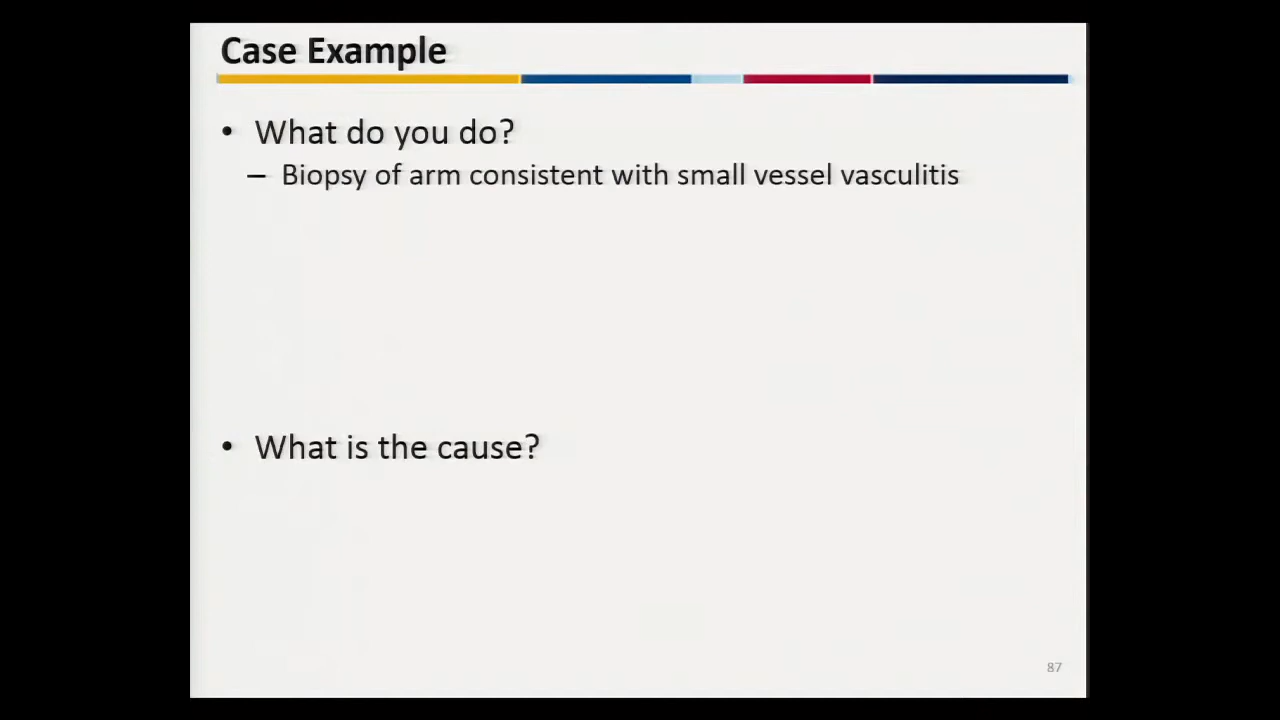 Case Example
• What do you do?
– Biopsy of arm consistent with small vessel vasculitis
• What is the cause?
87